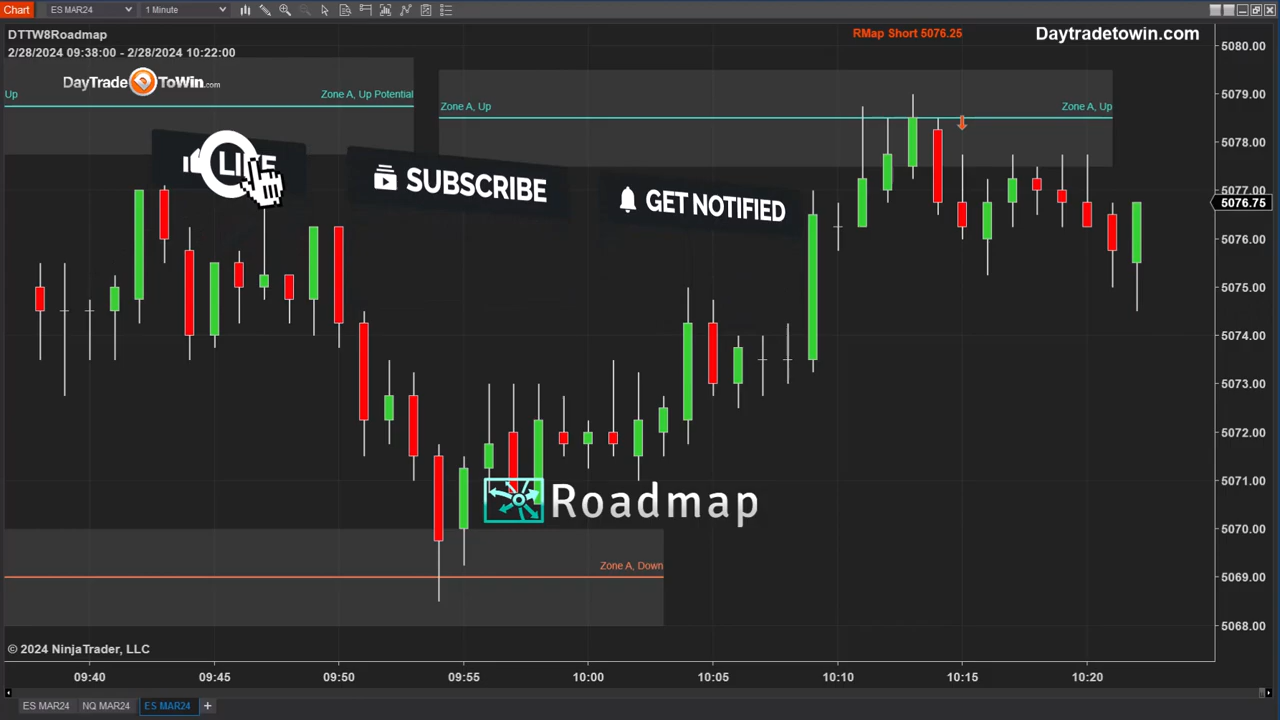 Chart
ES MAR24
1 Minute
DTTW8Roadmap
2/28/2024 09:38:00 - 2/28/2024 10:22:00
RMap Short 5076.25
Daytradetowin.com
DayTradeToWin.com
Up
Zone A, Up Potential
Zone A, Up
Zone A, Up
LIKE
SUBSCRIBE
GET NOTIFIED
Roadmap
Zone A, Down
5080.00
5079.00
5078.00
5077.00
5076.75
5076.00
5075.00
5074.00
5073.00
5072.00
5071.00
5070.00
5069.00
5068.00
© 2024 NinjaTrader, LLC
09:40
09:45
09:50
09:55
10:00
10:05
10:10
10:15
10:20
ES MAR24
NQ MAR24
ES MAR24